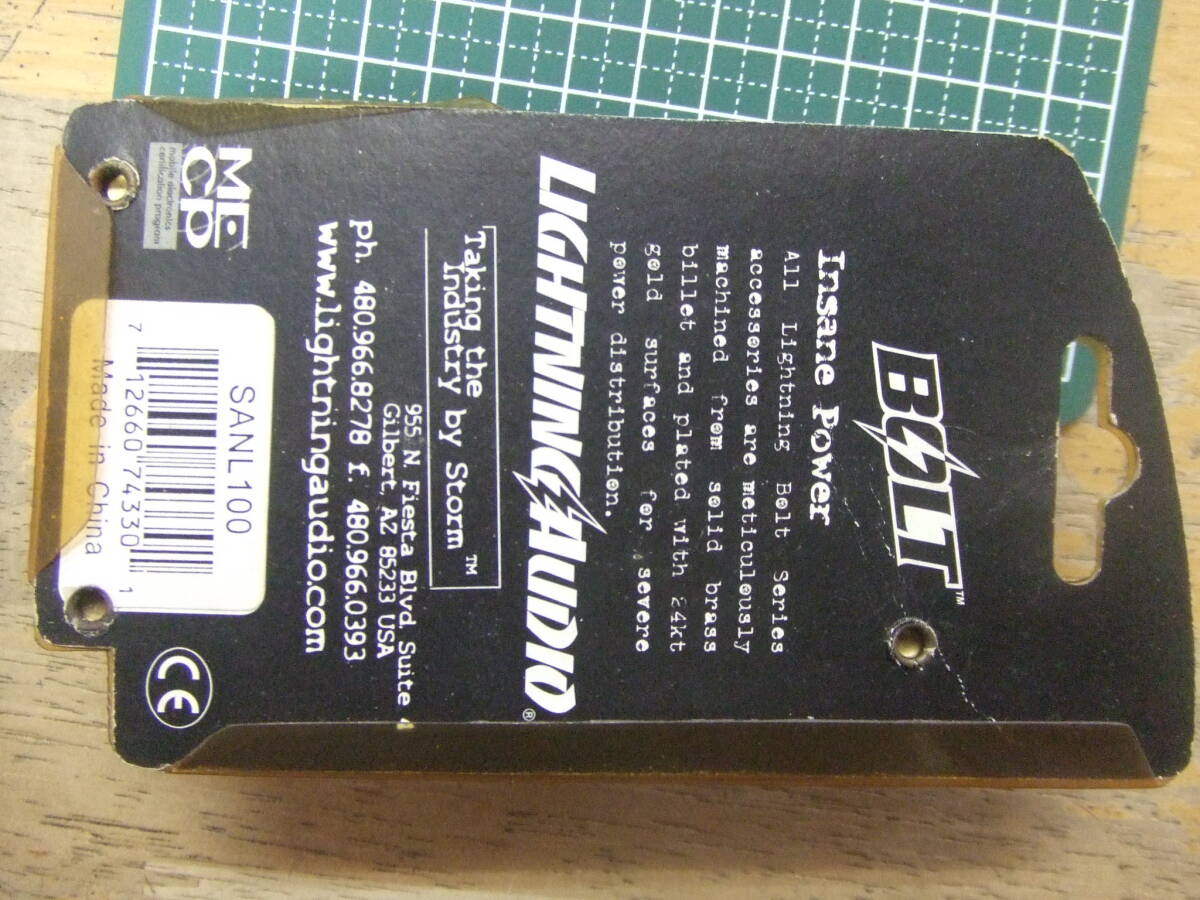 BOLT™
Insane Power
All Lightning Bolt Series
accessories are meticulously
machined from solid brass
billet and plated with 24kt
gold surfaces for severe
power distribution.
LIGHTNING AUDIO®
Taking the
Industry by Storm™
955 N. Fiesta Blvd. Suite 4
Gilbert, AZ 85233 USA
ph. 480.966.8278 f. 480.966.0393
www.lightningaudio.com
MECP
mobile electronics
certification program
SANL100
7 12660 74330 1
Made in China
CE